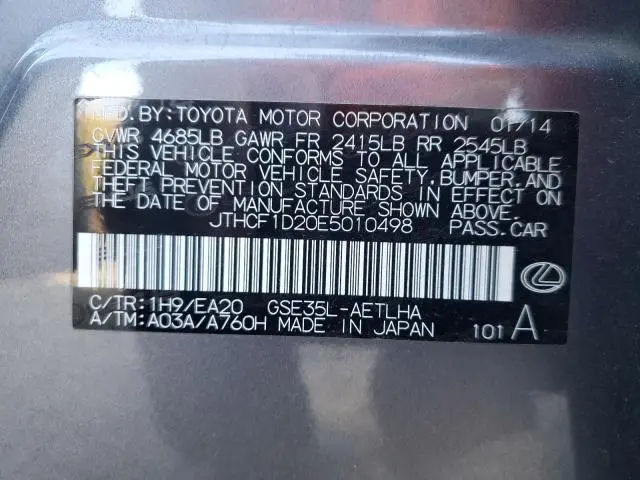 MFD.BY:TOYOTA MOTOR CORPORATION 01/14
GVWR 4685LB GAWR FR 2415LB RR 2545LB
THIS VEHICLE CONFORMS TO ALL APPLICABLE
FEDERAL MOTOR VEHICLE SAFETY,BUMPER,AND
THEFT PREVENTION STANDARDS IN EFFECT ON
THE DATE OF MANUFACTURE SHOWN ABOVE.
JTHCF1D20E5010498 PASS.CAR
C/TR:1H9/EA20 GSE35L-AETLHA
A/TM:A03A/A760H MADE IN JAPAN 101 A